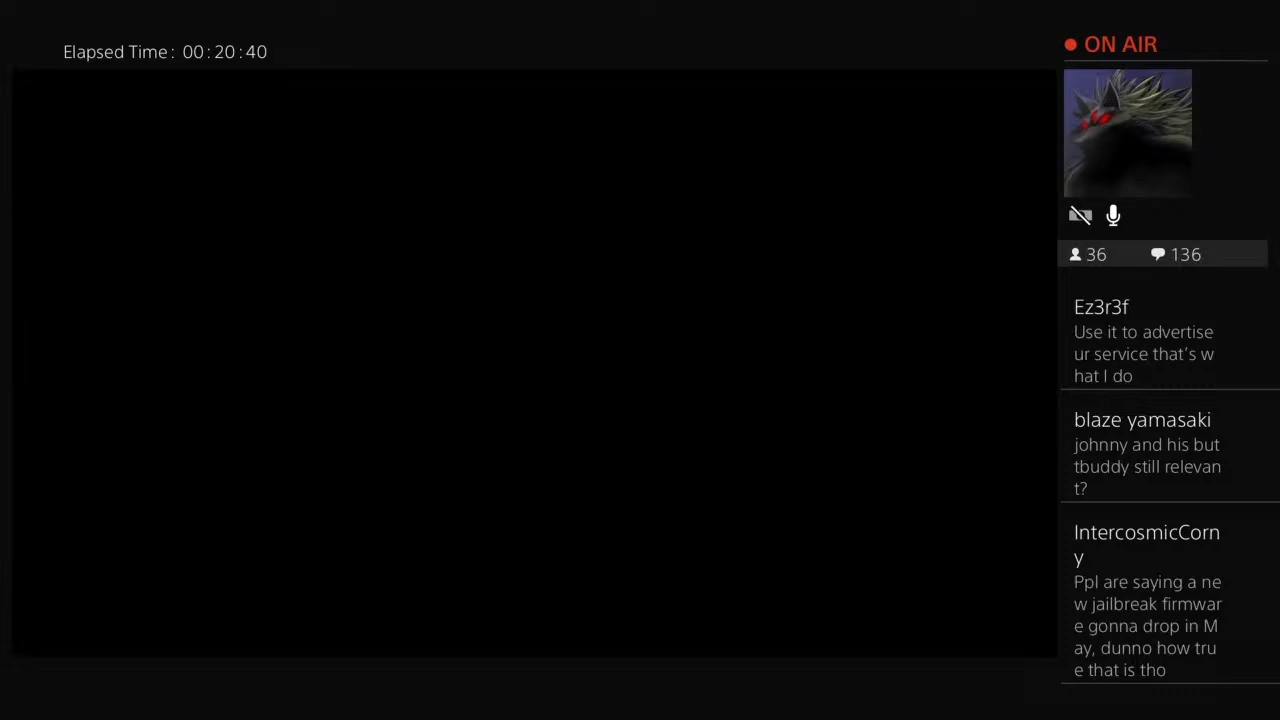 Elapsed Time: 00:20:40
ON AIR
36 136
Ez3r3f
Use it to advertise
ur service that’s w
hat I do
blaze yamasaki
johnny and his but
tbuddy still relevan
t?
IntercosmicCorn
y
Ppl are saying a ne
w jailbreak firmwar
e gonna drop in M
ay, dunno how tru
e that is tho